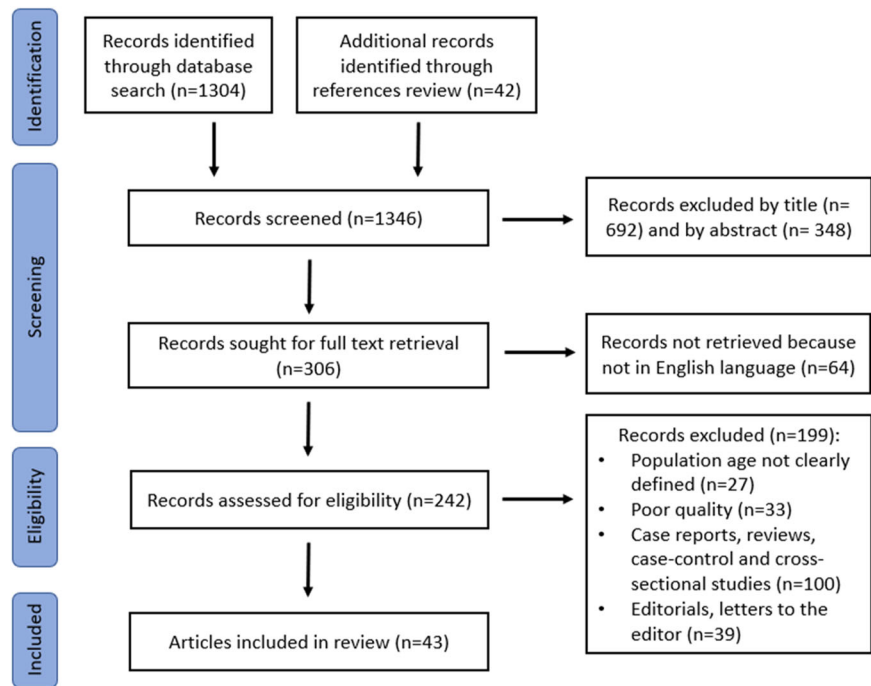 Identification
Records identified
through database
search (n=1304)
Additional records
identified through
references review (n=42)
Screening
Records screened (n=1346)
Records excluded by title (n=
692) and by abstract (n= 348)
Records sought for full text retrieval
(n=306)
Records not retrieved because
not in English language (n=64)
Eligibility
Records assessed for eligibility (n=242)
Records excluded (n=199):
• Population age not clearly
defined (n=27)
• Poor quality (n=33)
• Case reports, reviews,
case-control and cross-
sectional studies (n=100)
• Editorials, letters to the
editor (n=39)
Included
Articles included in review (n=43)